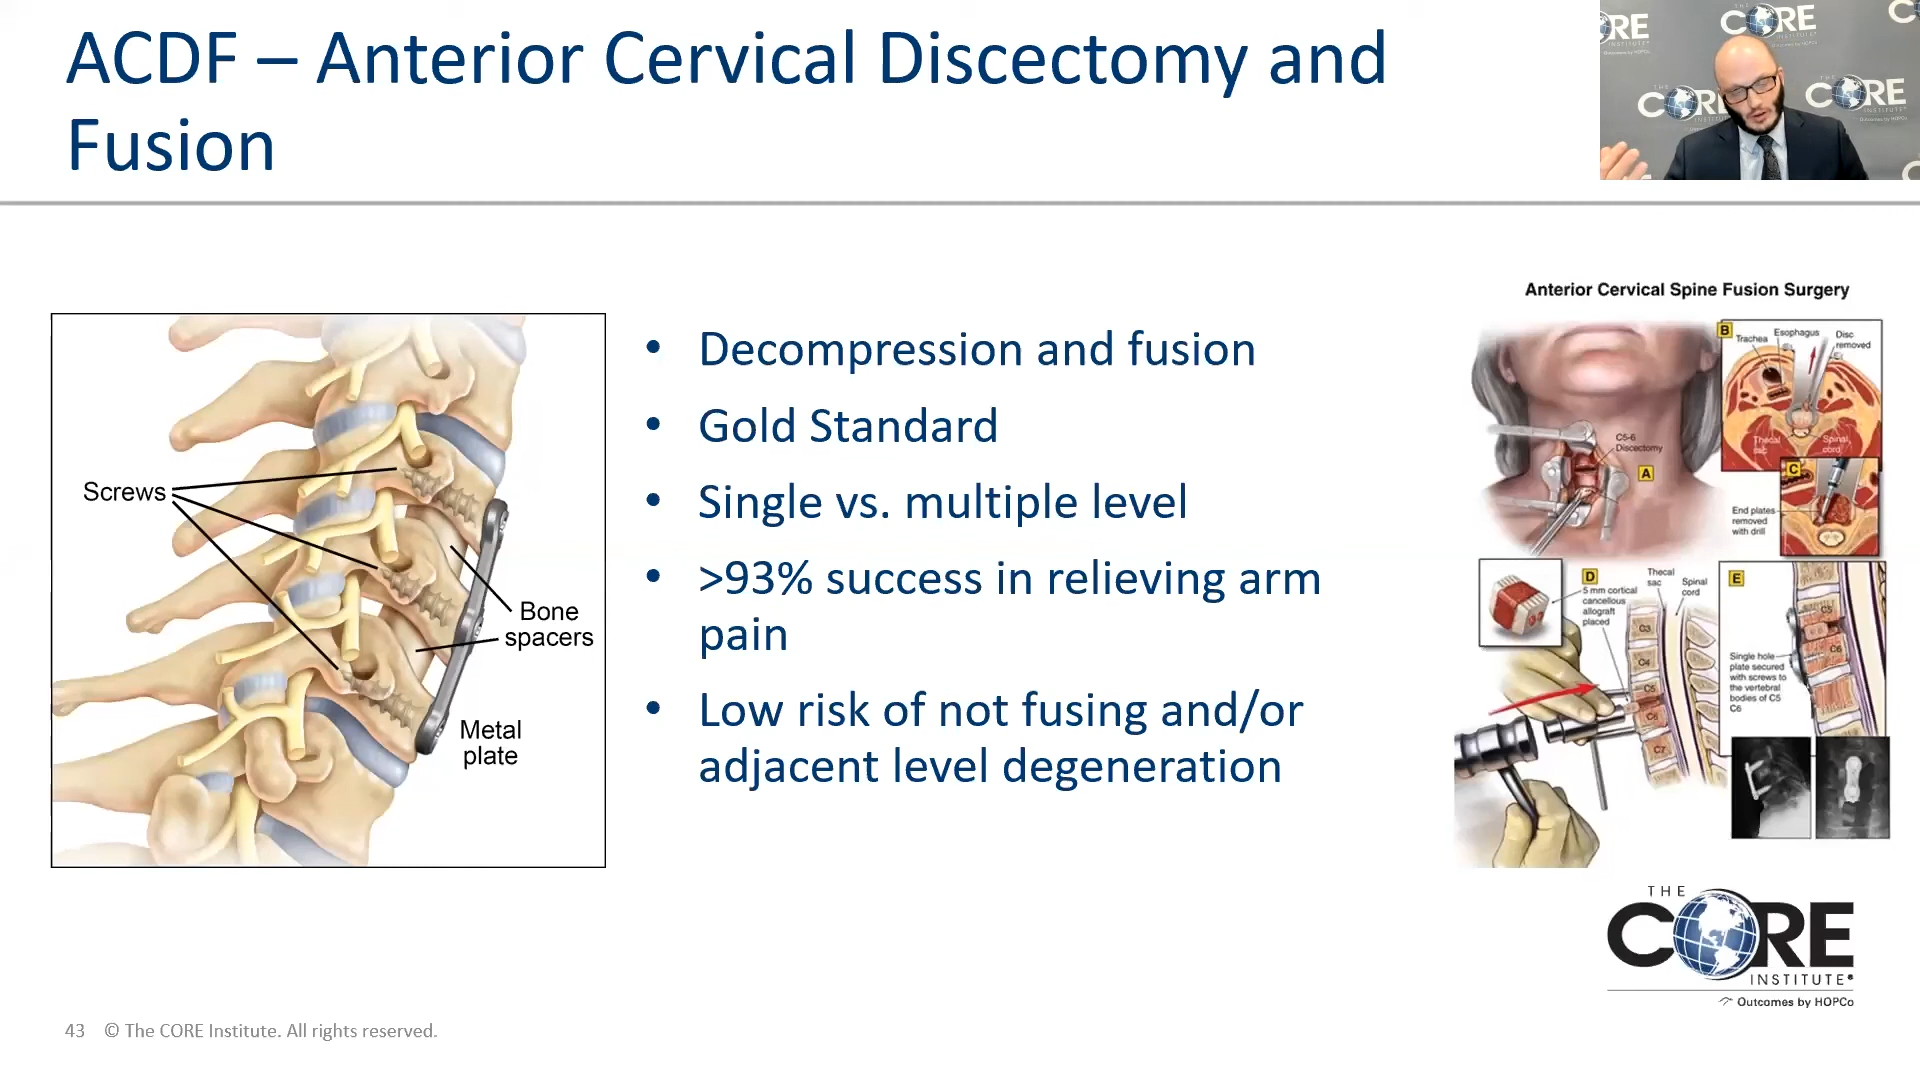 ACDF – Anterior Cervical Discectomy and
Fusion
THE
CORE
INSTITUTE
CORE
CORE
Screws
Bone
spacers
Metal
plate
• Decompression and fusion
• Gold Standard
• Single vs. multiple level
• >93% success in relieving arm
pain
• Low risk of not fusing and/or
adjacent level degeneration
Anterior Cervical Spine Fusion Surgery
C5-6
Discectomy
A
B
Trachea
Esophagus
Disc
removed
Thecal
sac
Spinal
cord
C
End plates
removed
with drill
D
5 mm cortical
cancellous
allograft
placed
Thecal
sac
Spinal
cord
C3
C4
C5
C6
C7
E
C5
C6
Single hole
plate secured
with screws to
the vertebral
bodies of C5
C6
THE
CORE
INSTITUTE®
Outcomes by HOPCo
43 © The CORE Institute. All rights reserved.